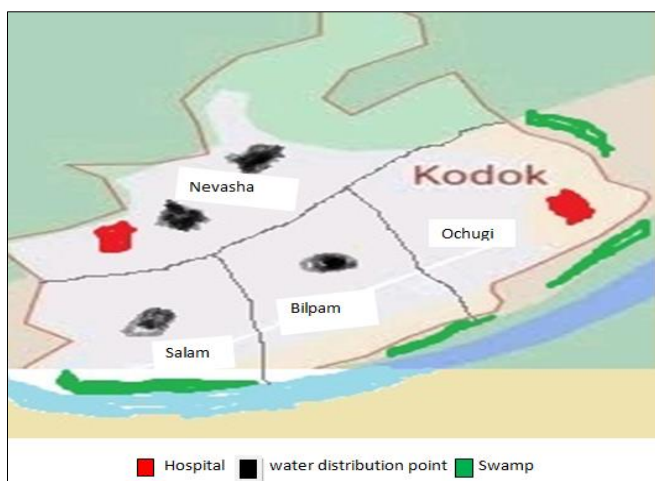 Nevasha
Kodok
Ochugi
Bilpam
Salam
Hospital water distribution point Swamp